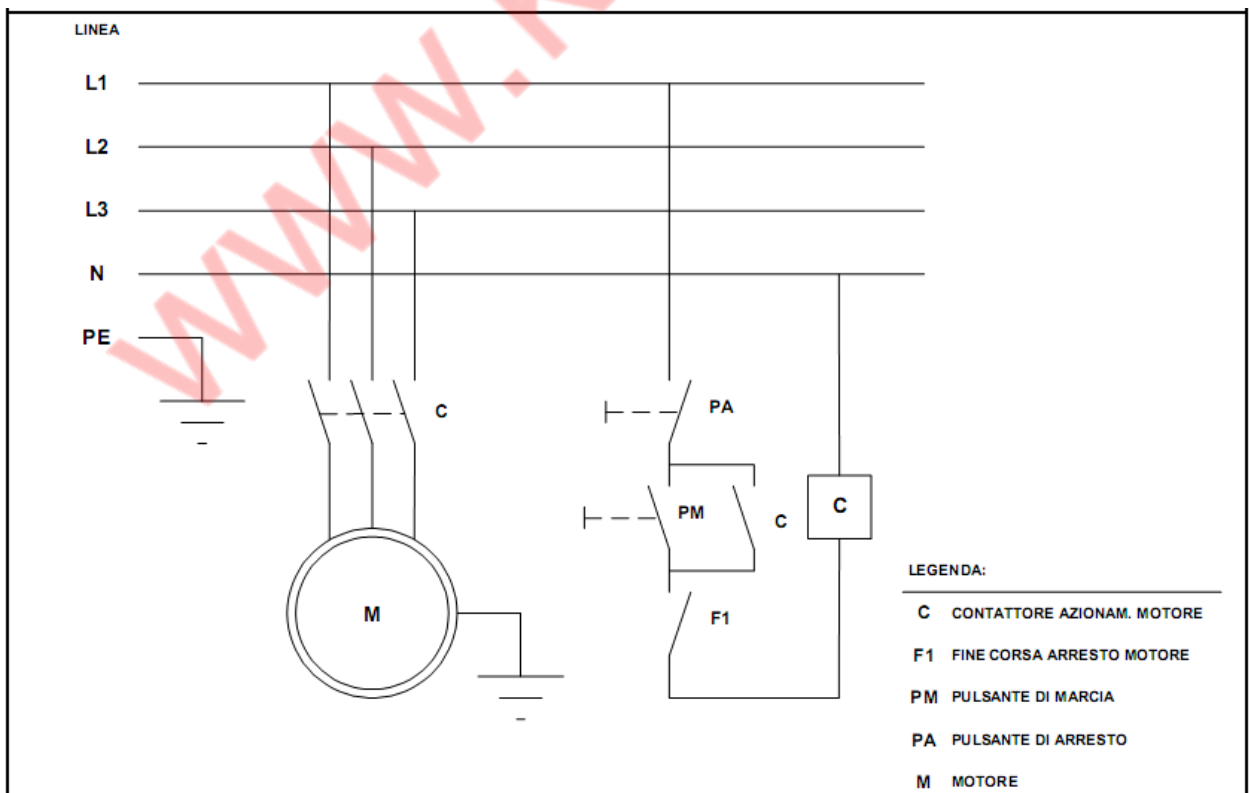 LINEA
L1
L2
L3
N
PE
C
PA
PM
C
C
F1
M
LEGENDA:
C CONTATTORE AZIONAM. MOTORE
F1 FINE CORSA ARRESTO MOTORE
PM PULSANTE DI MARCIA
PA PULSANTE DI ARRESTO
M MOTORE
www.